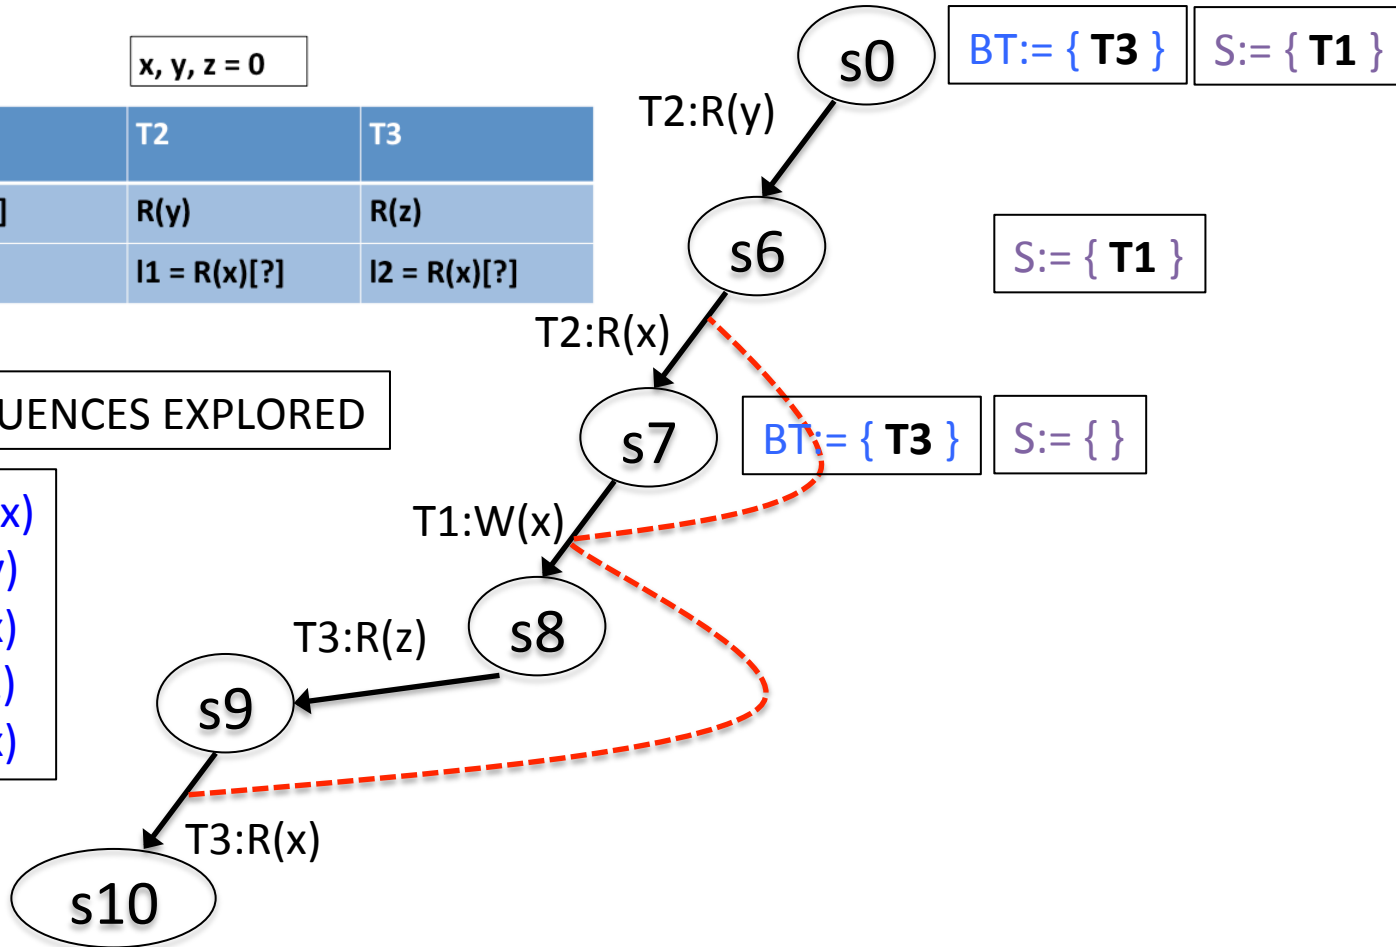 x, y, z = 0
T2 T3
] R(y) R(z)
l1 = R(x)[?] l2 = R(x)[?]
UENCES EXPLORED
x)
)
)
)
)
s0
BT:= { T3 } S:= { T1 }
T2:R(y)
s6
S:= { T1 }
T2:R(x)
s7
BT:= { T3 } S:= { }
T1:W(x)
s8
T3:R(z)
s9
T3:R(x)
s10